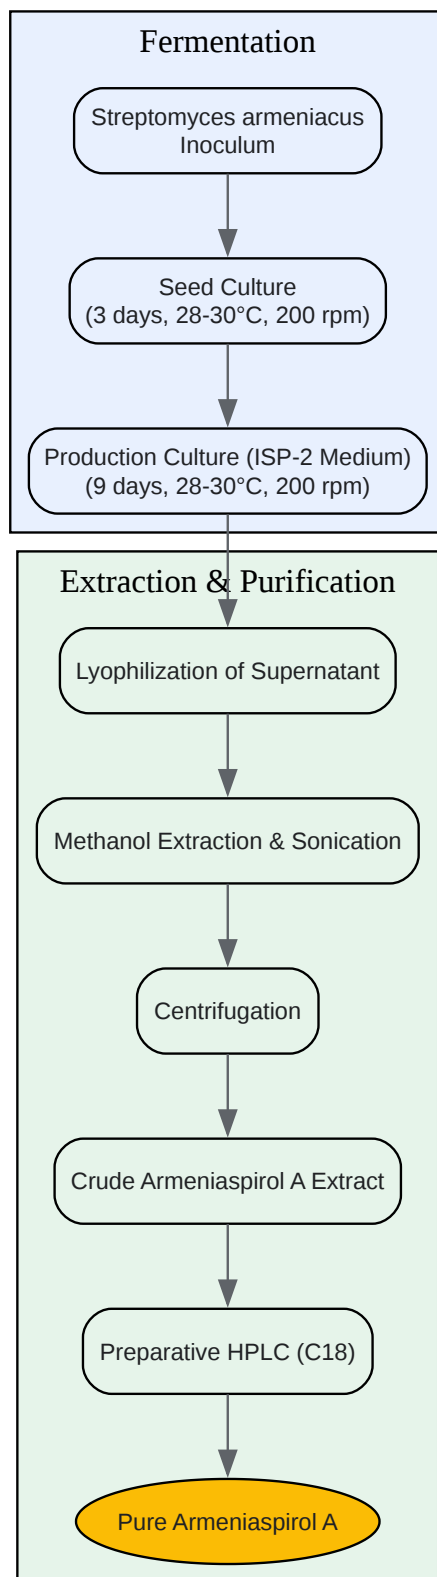 Fermentation
Streptomyces armeniacus
Inoculum
Seed Culture
(3 days, 28-30°C, 200 rpm)
Production Culture (ISP-2 Medium)
(9 days, 28-30°C, 200 rpm)
Extraction & Purification
Lyophilization of Supernatant
Methanol Extraction & Sonication
Centrifugation
Crude Armeniaspirol A Extract
Preparative HPLC (C18)
Pure Armeniaspirol A